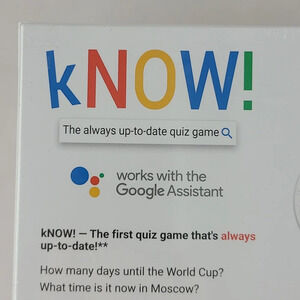 kNOW!
The always up-to-date quiz game
works with the
Google Assistant
kNOW! — The first quiz game that's always
up-to-date!**
How many days until the World Cup?
What time is it now in Moscow?